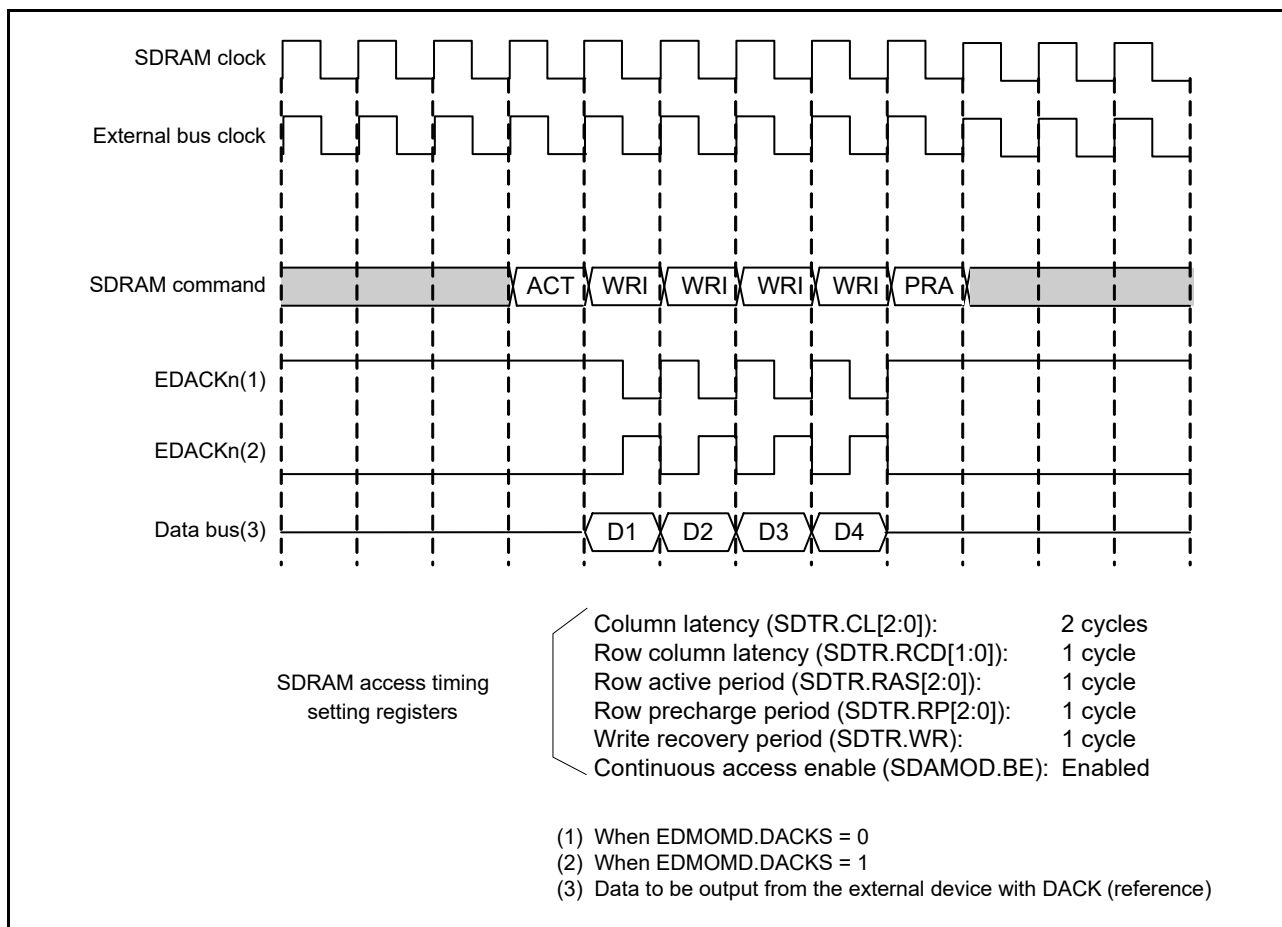 SDRAM clock
External bus clock
SDRAM command
ACT WRI WRI WRI WRI PRA
EDACKn(1)
EDACKn(2)
Data bus(3)
D1 D2 D3 D4
SDRAM access timing
setting registers
Column latency (SDTR.CL[2:0]): 2 cycles
Row column latency (SDTR.RCD[1:0]): 1 cycle
Row active period (SDTR.RAS[2:0]): 1 cycle
Row precharge period (SDTR.RP[2:0]): 1 cycle
Write recovery period (SDTR.WR): 1 cycle
Continuous access enable (SDAMOD.BE): Enabled
(1) When EDMOMD.DACKS = 0
(2) When EDMOMD.DACKS = 1
(3) Data to be output from the external device with DACK (reference)